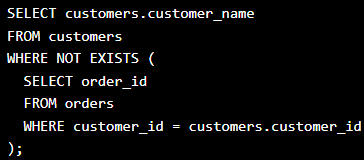 SELECT customers.customer_name
FROM customers
WHERE NOT EXISTS (
  SELECT order_id
  FROM orders
  WHERE customer_id = customers.customer_id
);